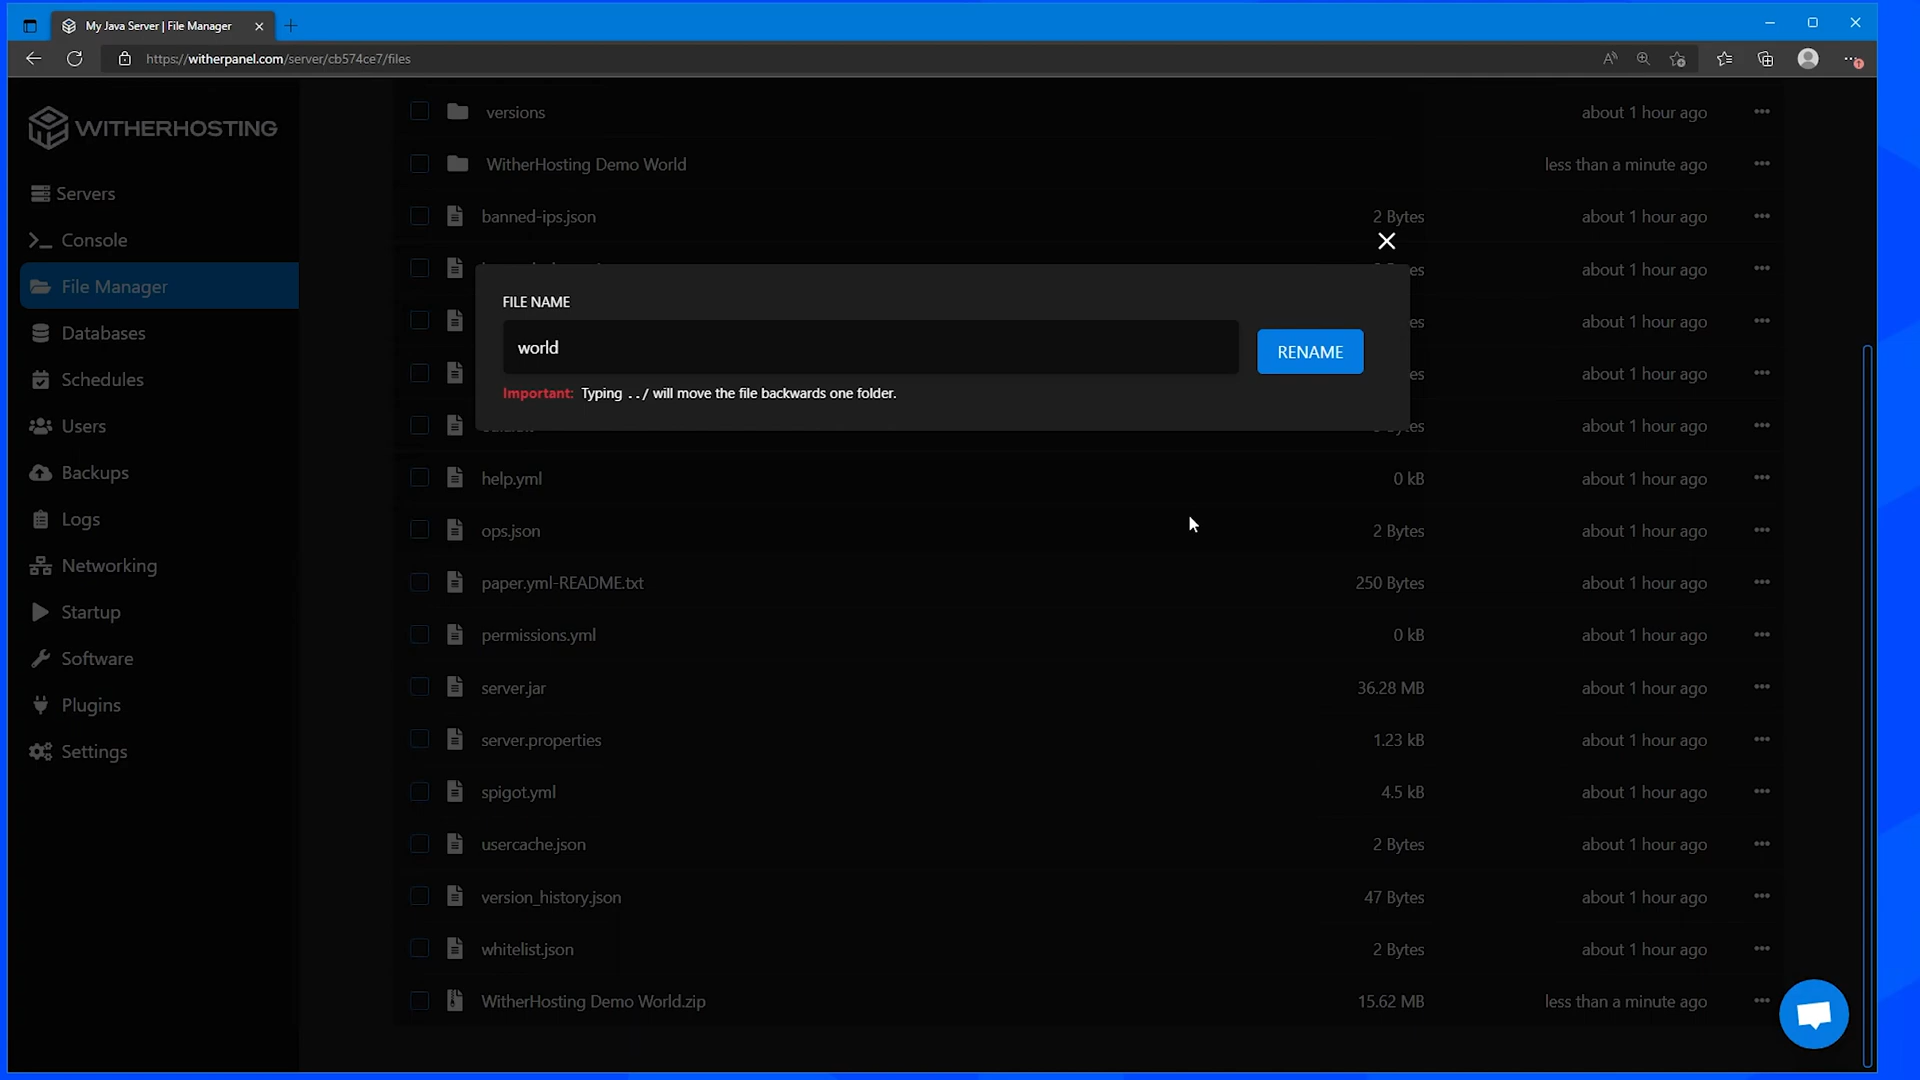 My Java Server | File Manager
https://witherpanel.com/server/cb574ce7/files
WITHERHOSTING
Servers
Console
File Manager
Databases
Schedules
Users
Backups
Logs
Networking
Startup
Software
Plugins
Settings
versions about 1 hour ago
WitherHosting Demo World less than a minute ago
banned-ips.json 2 Bytes about 1 hour ago
about 1 hour ago
FILE NAME
about 1 hour ago
world
RENAME
about 1 hour ago
Important: Typing ../ will move the file backwards one folder.
about 1 hour ago
help.yml 0 kB about 1 hour ago
ops.json 2 Bytes about 1 hour ago
paper.yml-README.txt 250 Bytes about 1 hour ago
permissions.yml 0 kB about 1 hour ago
server.jar 36.28 MB about 1 hour ago
server.properties 1.23 kB about 1 hour ago
spigot.yml 4.5 kB about 1 hour ago
usercache.json 2 Bytes about 1 hour ago
version_history.json 47 Bytes about 1 hour ago
whitelist.json 2 Bytes about 1 hour ago
WitherHosting Demo World.zip 15.62 MB less than a minute ago